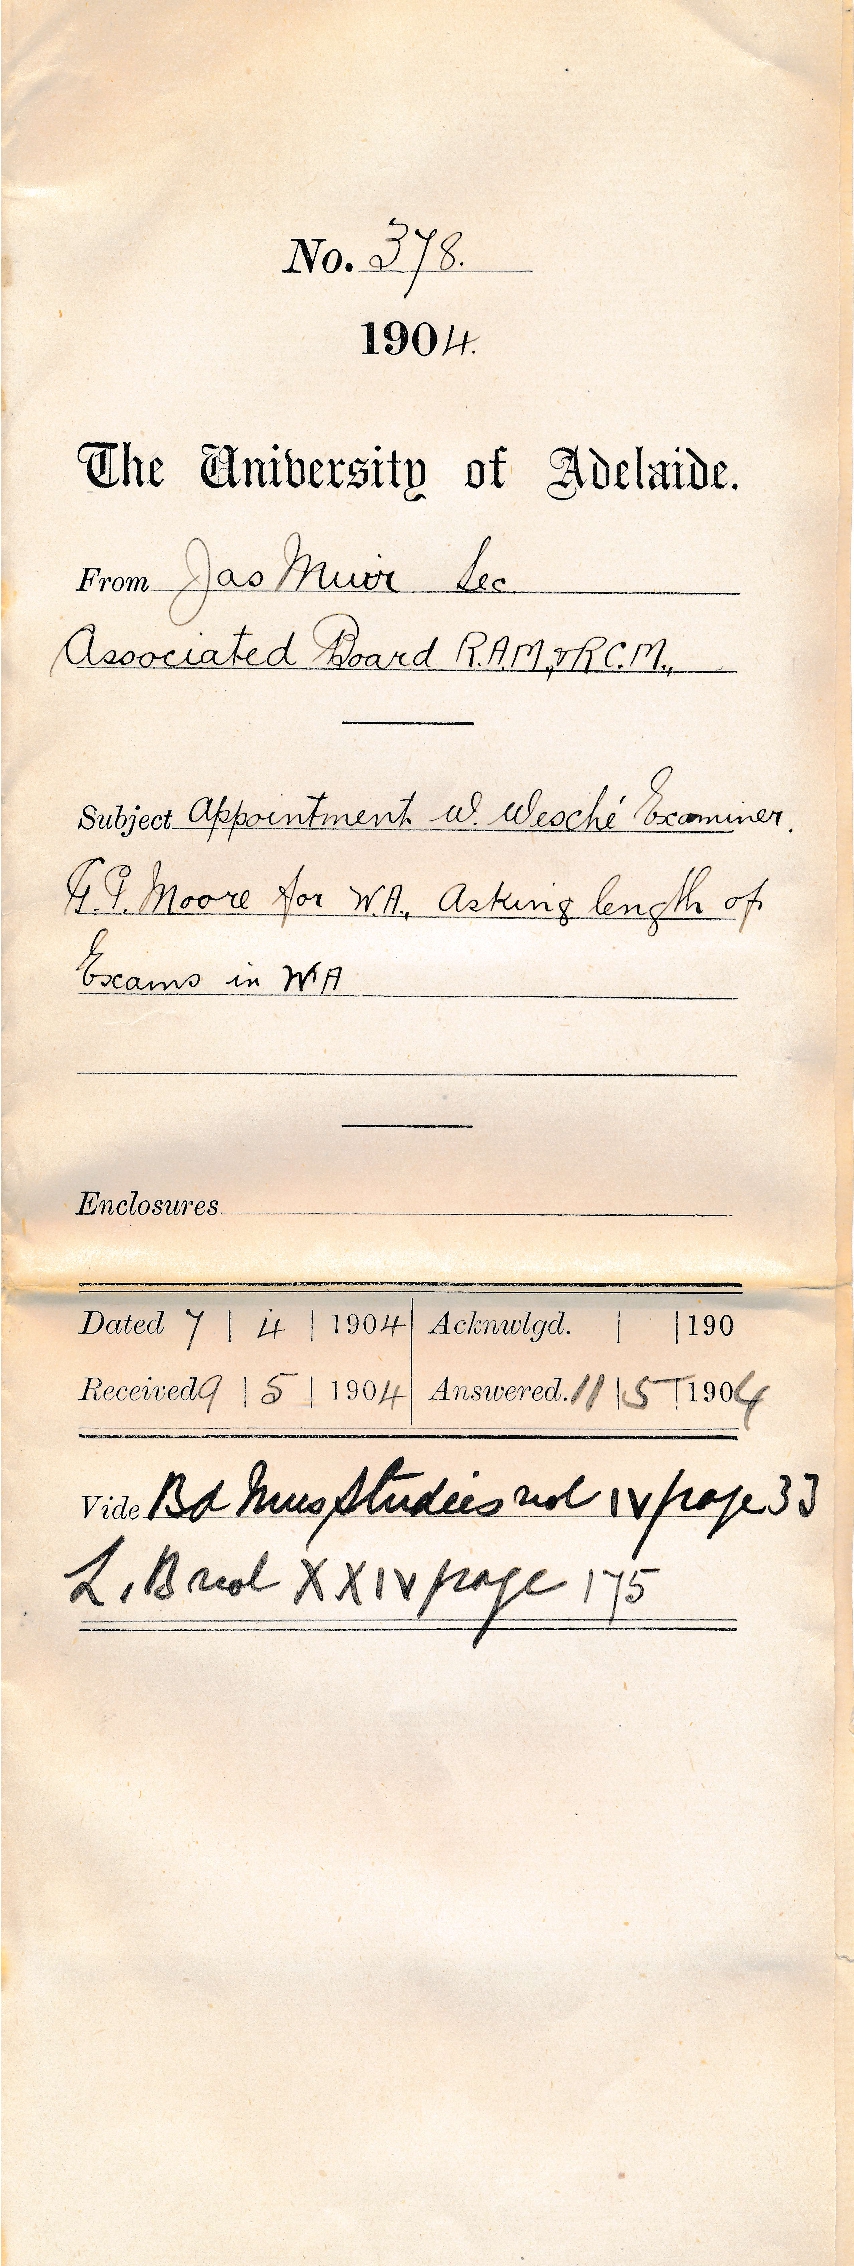 No. 378.
1904.
The University of Adelaide.
From Jas Muir Sec
Associated Board R.A.M, & R.C.M.,
Subject Appointment W. Wesché Examiner.
G.P. Moore for W.A., Asking length of
Exams in WA
Enclosures
Dated 7 | 4 | 1904 Acknwlgd. | | 190
Received 9 | 5 | 1904 Answered. 11 | 5 | 1904
Vide Bd Mus Studies vol IV page 33
L. B vol XXIV page 175